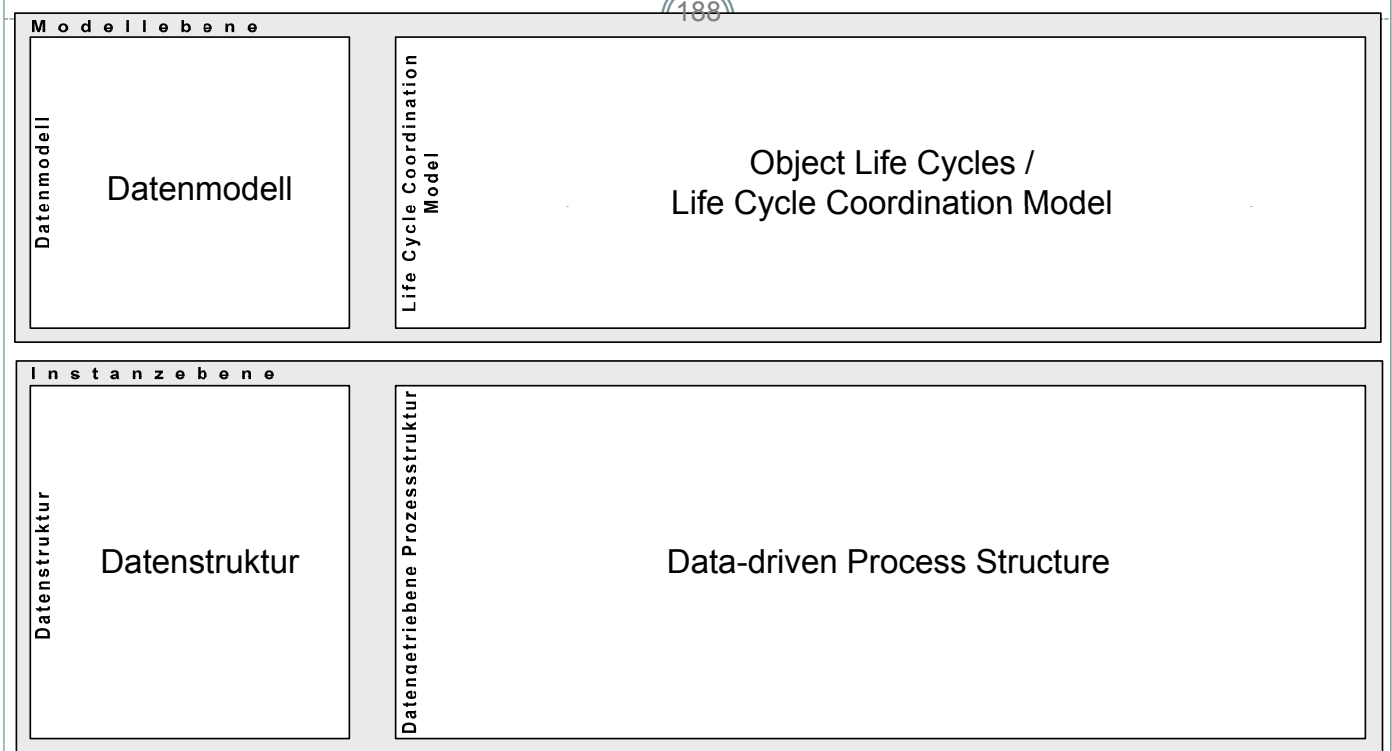 188
Modellebene
Datenmodell
Datenmodell
Life Cycle Coordination
Model
Object Life Cycles /
Life Cycle Coordination Model
Instanzebene
Datenstruktur
Datenstruktur
Datengetriebene Prozessstruktur
Data-driven Process Structure